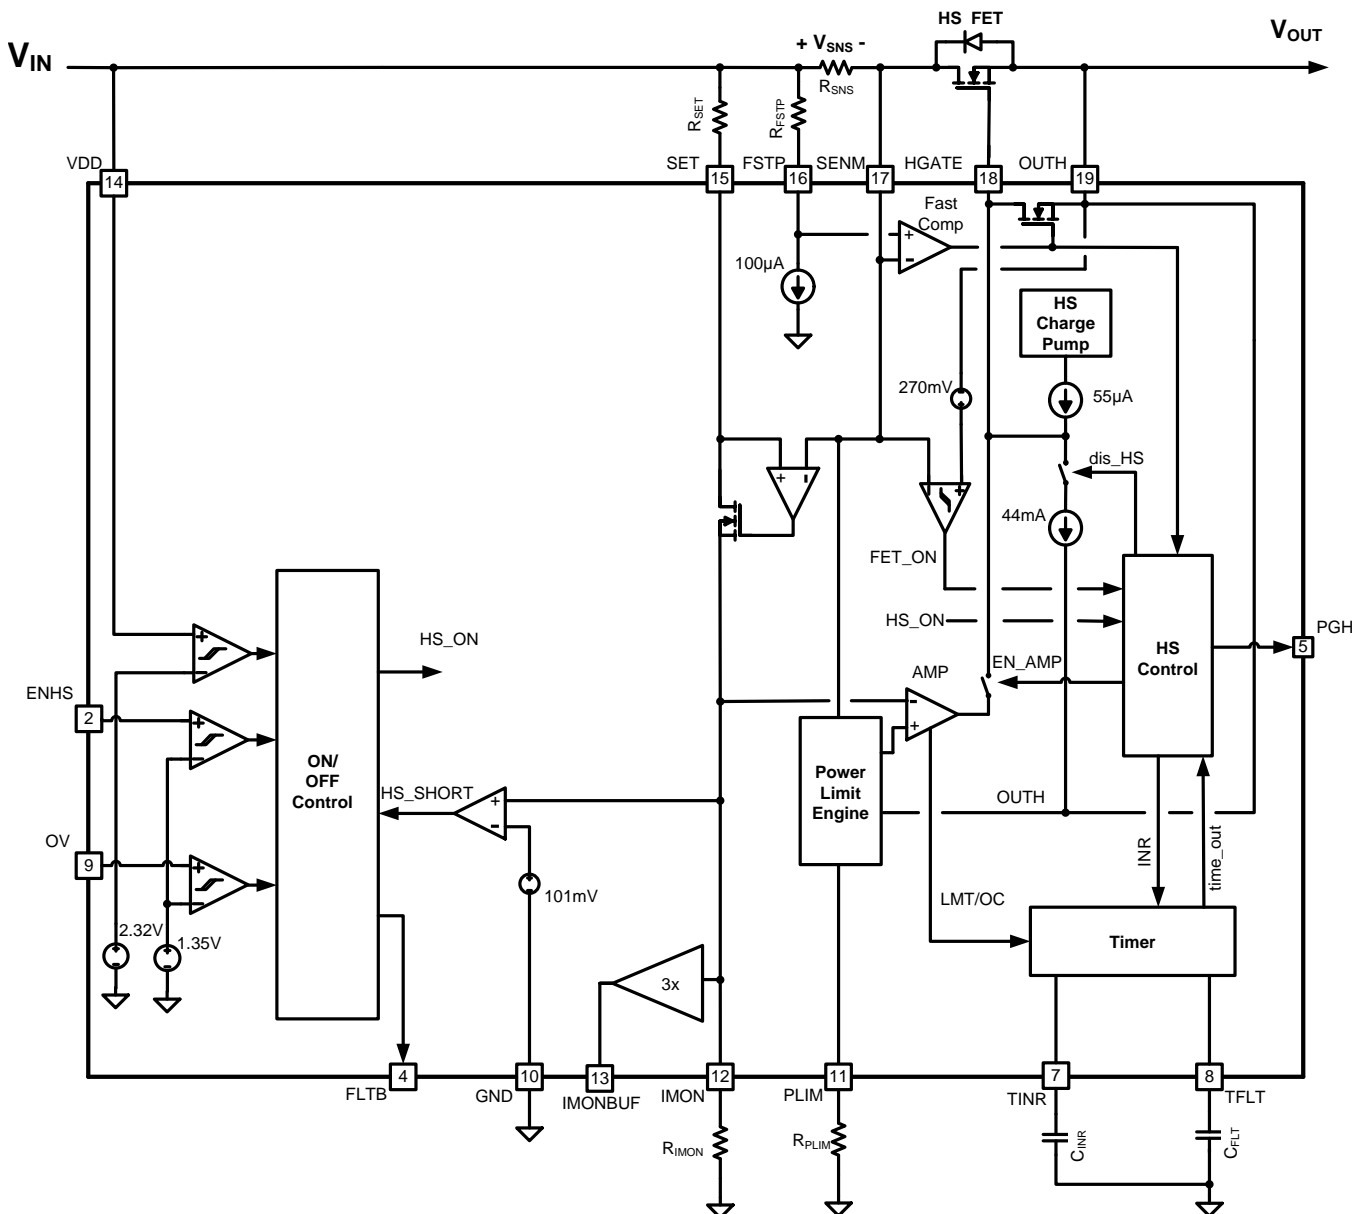 HS FET
V_IN
+ V_SNS -
V_OUT
R_SNS
R_SET
R_FSTP
VDD
SET
FSTP
SENM
HGATE
OUTH
14
15
16
17
18
19
Fast
Comp
+
-
100µA
HS
Charge
Pump
270mV
55µA
dis_HS
+
-
+
44mA
FET_ON
HS_ON
HS_ON
PGH
5
HS
Control
EN_AMP
AMP
-
+
ENHS
2
+
-
+
-
ON/
OFF
Control
HS_SHORT
+
-
Power
Limit
Engine
OUTH
OV
9
+
-
INR
time_out
101mV
LMT/OC
2.32V
1.35V
3x
Timer
4
10
13
12
11
7
8
FLTB
GND
IMONBUF
IMON
PLIM
TINR
TFLT
R_IMON
R_PLIM
C_INR
C_FLT